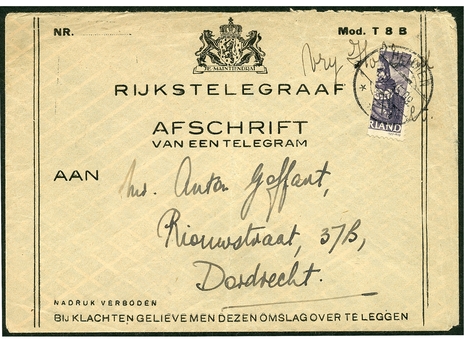 NR.
Mod. T 8 B
JE MAINTIENDRAI
RIJKSTELEGRAAF
AFSCHRIFT
VAN EEN TELEGRAM
RLAND
AAN
Anton Geffant,
Riouwstraat, 37B,
Dordrecht.
NADRUK VERBODEN
BIJ KLACHTEN GELIEVE MEN DEZEN OMSLAG OVER TE LEGGEN